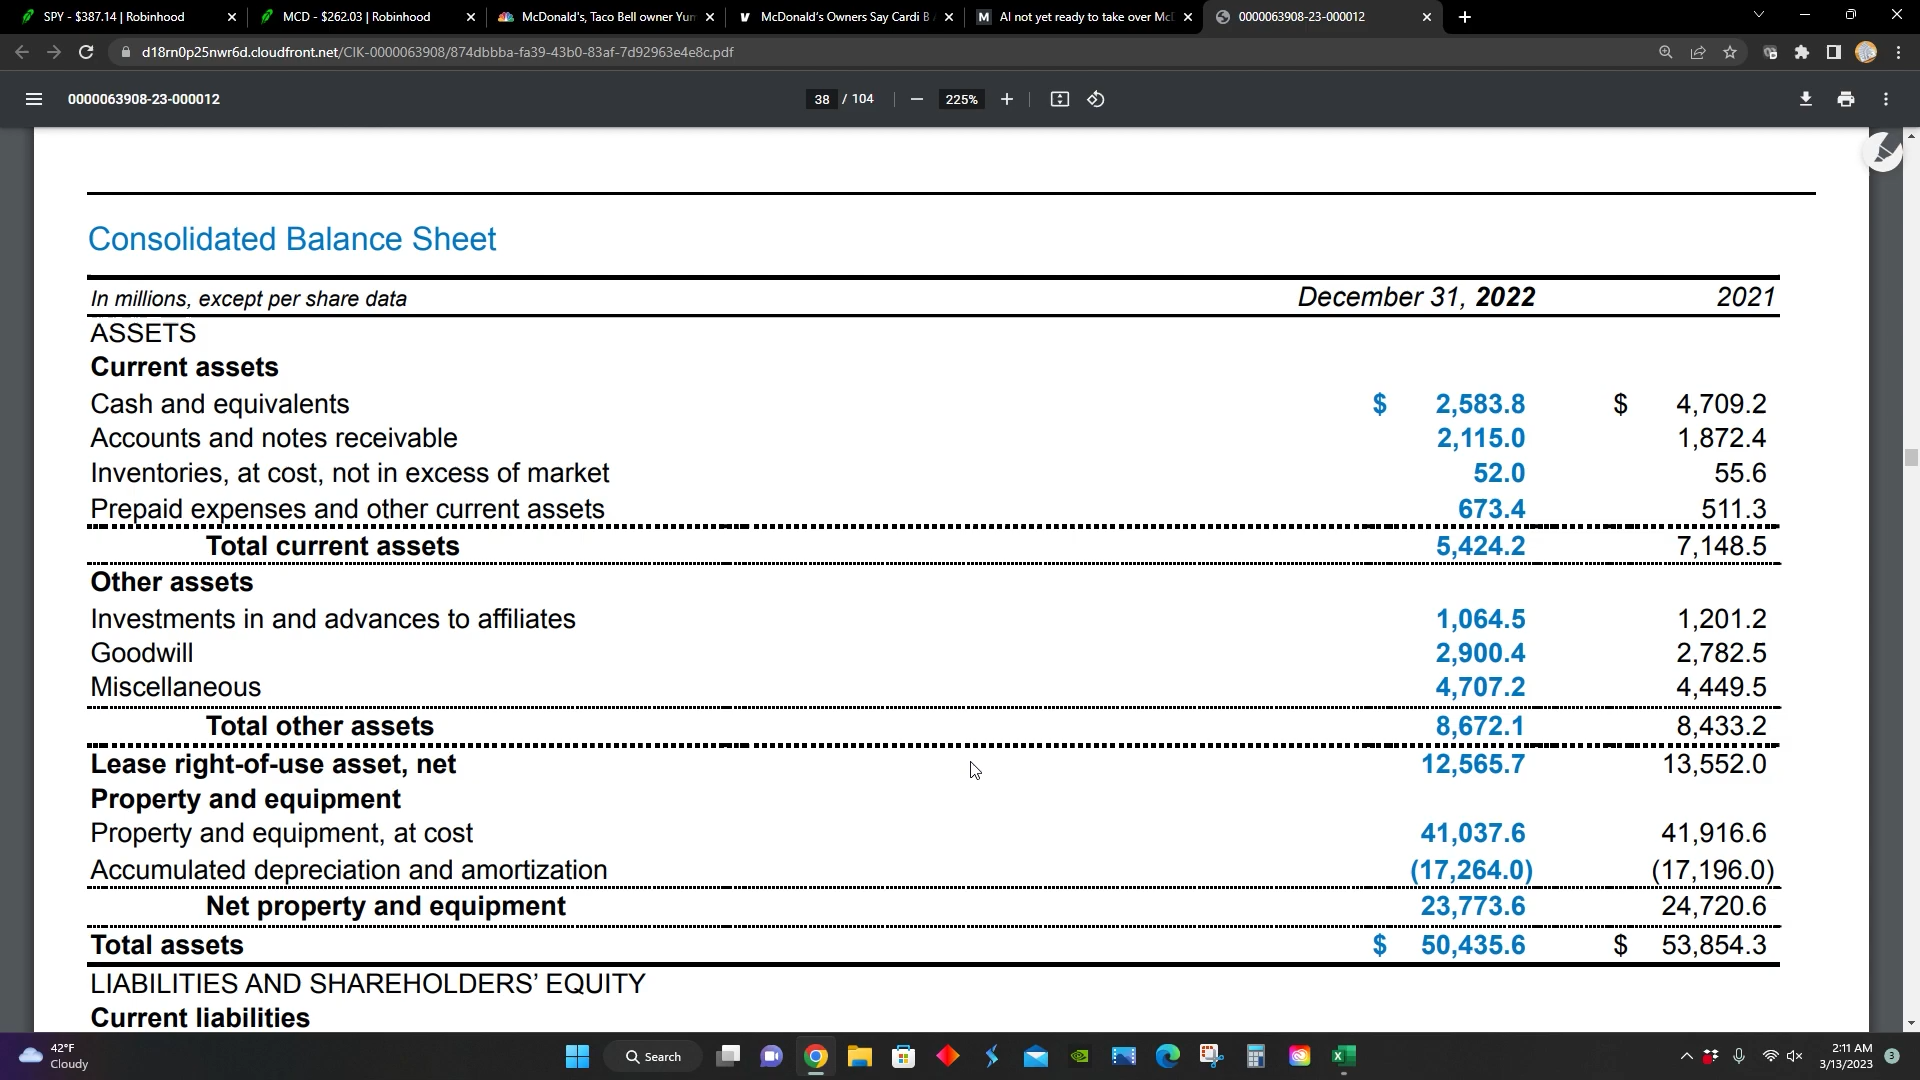 SPY - $387.14 | Robinhood
MCD - $262.03 | Robinhood
McDonald's, Taco Bell owner Yum
McDonald's Owners Say Cardi B
M AI not yet ready to take over McD
0000063908-23-000012
d18rn0p25nwr6d.cloudfront.net/CIK-0000063908/874dbbba-fa39-43b0-83af-7d92963e4e8c.pdf
0000063908-23-000012 38 / 104 225%
Consolidated Balance Sheet
In millions, except per share data December 31, 2022 2021
ASSETS
Current assets
Cash and equivalents $ 2,583.8 $ 4,709.2
Accounts and notes receivable 2,115.0 1,872.4
Inventories, at cost, not in excess of market 52.0 55.6
Prepaid expenses and other current assets 673.4 511.3
Total current assets 5,424.2 7,148.5
Other assets
Investments in and advances to affiliates 1,064.5 1,201.2
Goodwill 2,900.4 2,782.5
Miscellaneous 4,707.2 4,449.5
Total other assets 8,672.1 8,433.2
Lease right-of-use asset, net 12,565.7 13,552.0
Property and equipment
Property and equipment, at cost 41,037.6 41,916.6
Accumulated depreciation and amortization (17,264.0) (17,196.0)
Net property and equipment 23,773.6 24,720.6
Total assets $ 50,435.6 $ 53,854.3
LIABILITIES AND SHAREHOLDERS' EQUITY
Current liabilities
42°F
Cloudy
Search
2:11 AM
3/13/2023
3